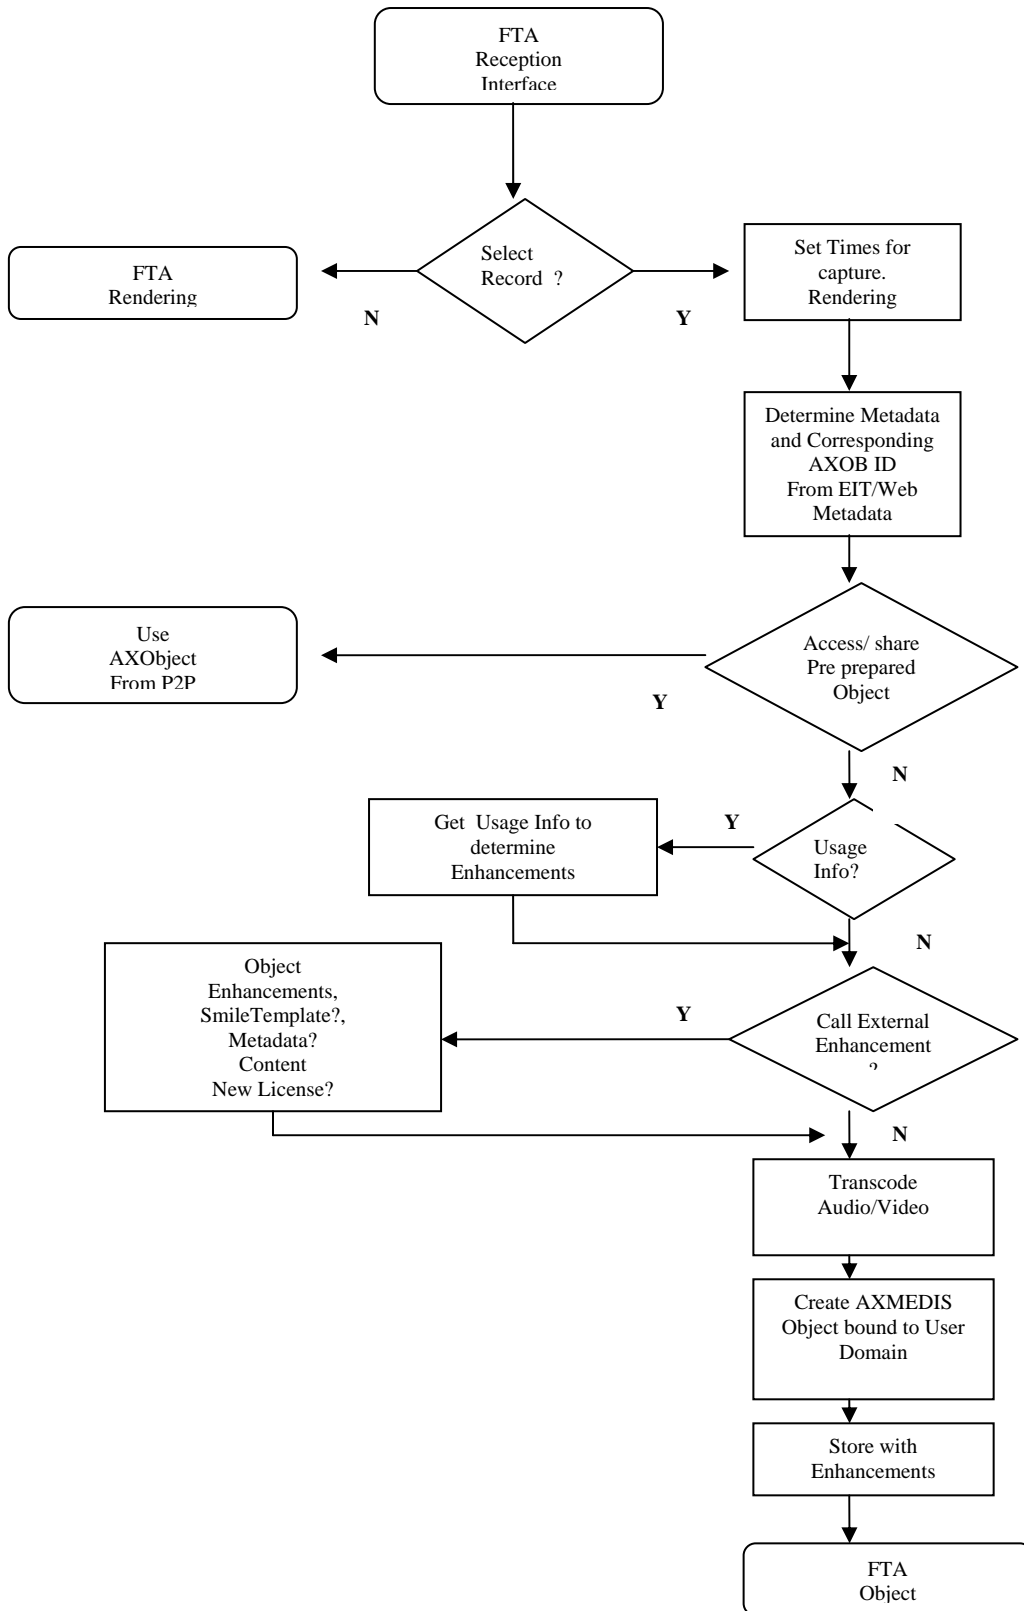 FTA
Reception
Interface
Select
Record ?
Set Times for
capture.
Rendering
FTA
Rendering
N
Y
Determine Metadata
and Corresponding
AXOB ID
From EIT/Web
Metadata
Use
AXObject
From P2P
Access/ share
Pre prepared
Object
Y
N
Get Usage Info to
determine
Enhancements
Y
Usage
Info?
N
Object
Enhancements,
SmileTemplate?,
Metadata?
Content
New License?
Y
Call External
Enhancement
?
N
Transcode
Audio/Video
Create AXMEDIS
Object bound to User
Domain
Store with
Enhancements
FTA
Object